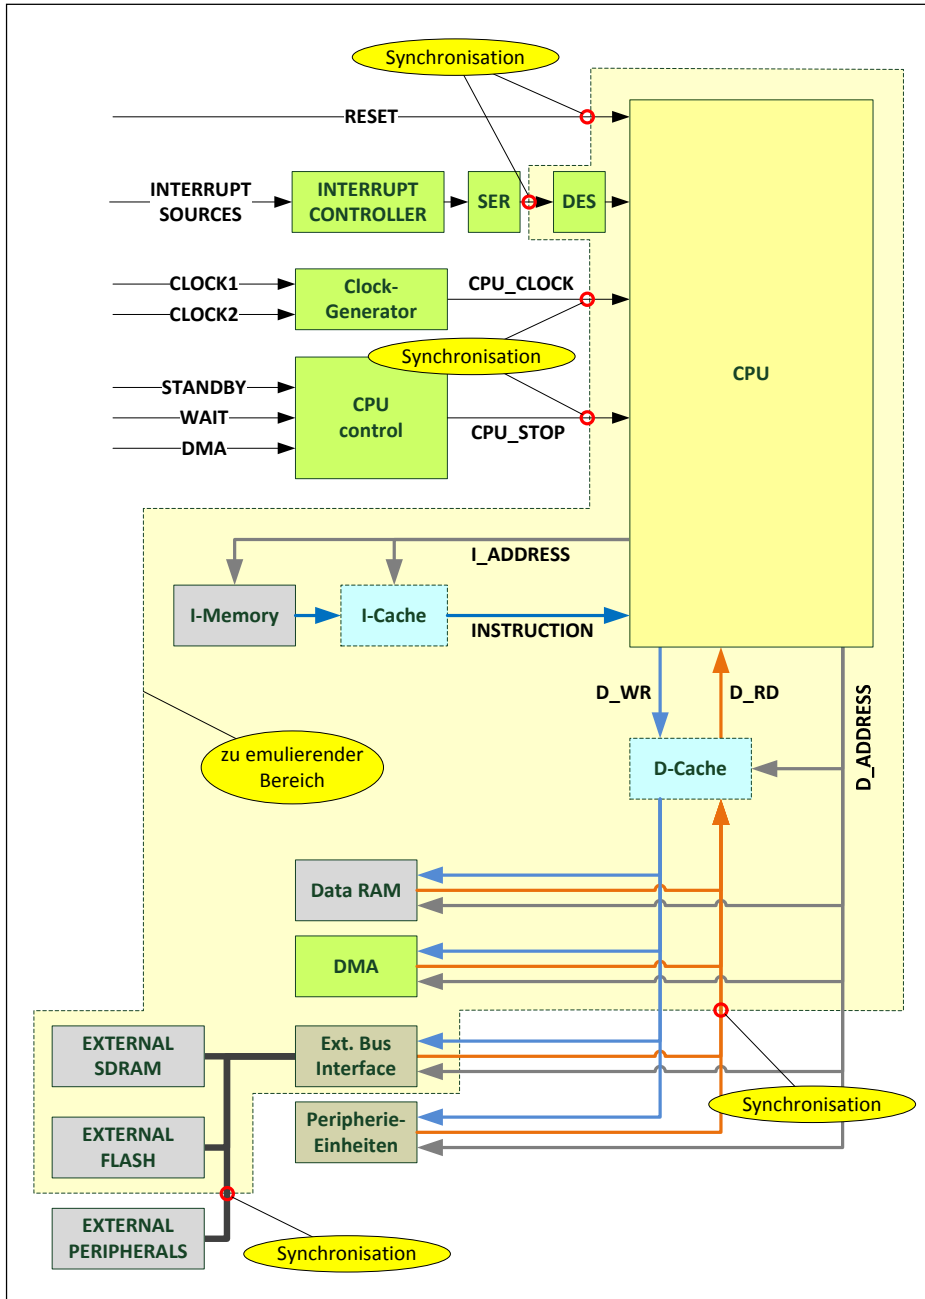 Synchronisation
RESET
INTERRUPT
SOURCES
INTERRUPT
CONTROLLER
SER
DES
CLOCK1
CLOCK2
Clock-
Generator
CPU_CLOCK
Synchronisation
CPU
STANDBY
WAIT
DMA
CPU
control
CPU_STOP
I_ADDRESS
I-Memory
I-Cache
INSTRUCTION
D_WR
D_RD
D_ADDRESS
zu emulierender
Bereich
D-Cache
Data RAM
DMA
EXTERNAL
SDRAM
Ext. Bus
Interface
Synchronisation
Peripherie-
Einheiten
EXTERNAL
FLASH
EXTERNAL
PERIPHERALS
Synchronisation